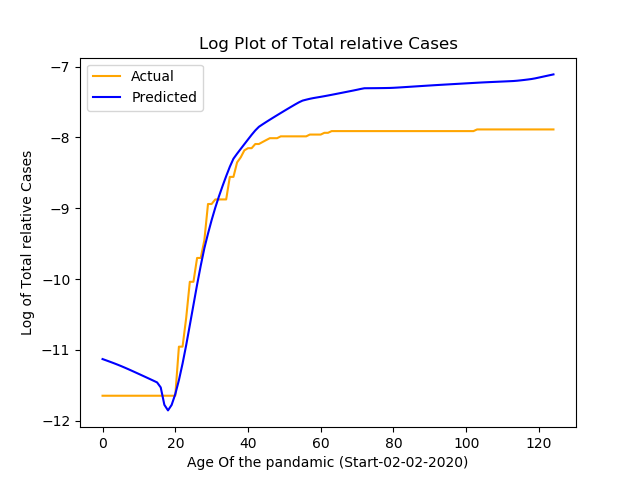 Log Plot of Total relative Cases
Actual
Predicted
Log of Total relative Cases
−7
−8
−9
−10
−11
−12
0 20 40 60 80 100 120
Age Of the pandamic (Start-02-02-2020)